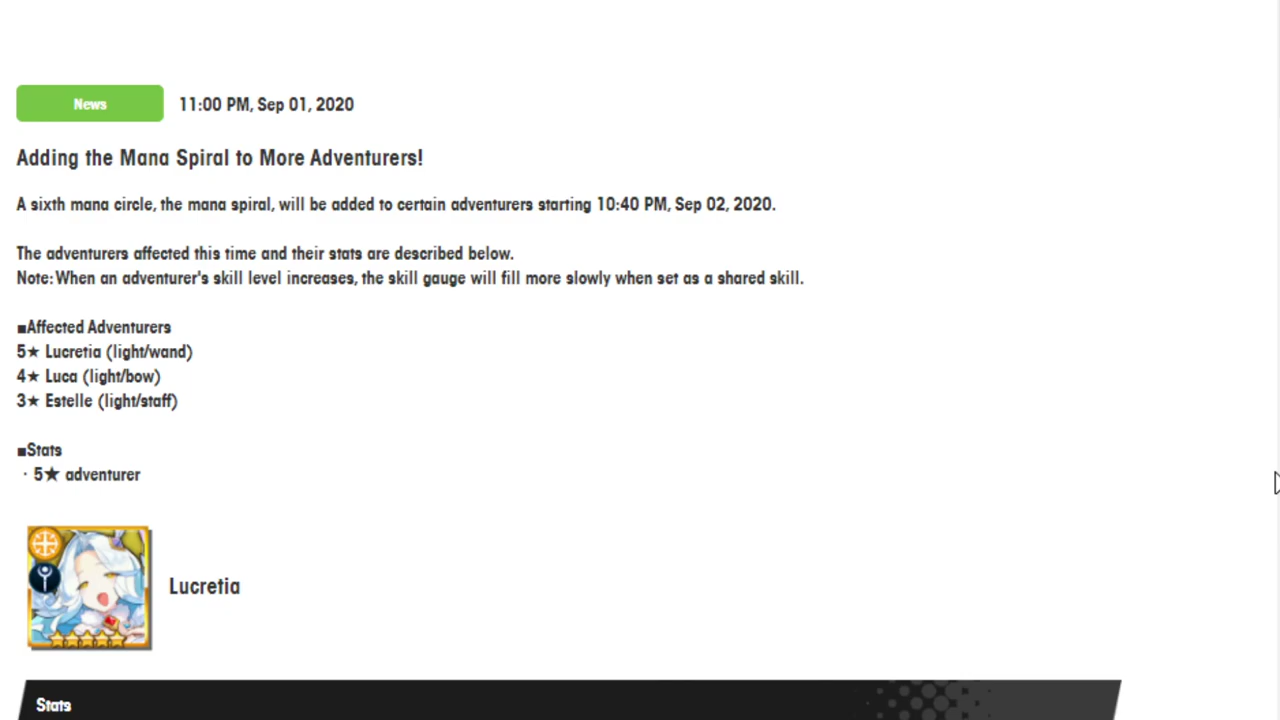 News
11:00 PM, Sep 01, 2020
Adding the Mana Spiral to More Adventurers!
A sixth mana circle, the mana spiral, will be added to certain adventurers starting 10:40 PM, Sep 02, 2020.
The adventurers affected this time and their stats are described below.
Note: When an adventurer's skill level increases, the skill gauge will fill more slowly when set as a shared skill.
■Affected Adventurers
5★ Lucretia (light/wand)
4★ Luca (light/bow)
3★ Estelle (light/staff)
■Stats
・5★ adventurer
Lucretia
Stats